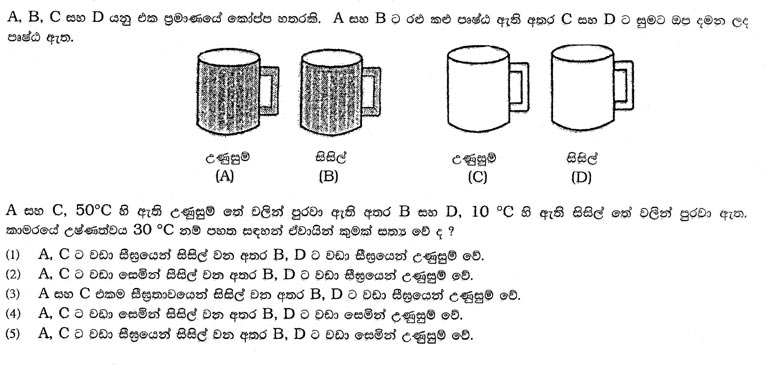 A, B, C සහ D යනු එක ප්‍රමාණයේ කෝප්ප හතරකි. A සහ B ට රළු කළු පෘෂ්ඨ ඇති අතර C සහ D ට සුමට ඔප දමන ලද
පෘෂ්ඨ ඇත.
උණුසුම් සිසිල් උණුසුම් සිසිල්
(A) (B) (C) (D)
A සහ C, 50°C හි ඇති උණුසුම් තේ වලින් පුරවා ඇති අතර B සහ D, 10 °C හි ඇති සිසිල් තේ වලින් පුරවා ඇත.
කාමරයේ උෂ්ණත්වය 30 °C නම් පහත සඳහන් ඒවායින් කුමක් සත්‍ය වේ ද ?
(1) A, C ට වඩා සීඝ්‍රයෙන් සිසිල් වන අතර B, D ට වඩා සීඝ්‍රයෙන් උණුසුම් වේ.
(2) A, C ට වඩා සෙමින් සිසිල් වන අතර B, D ට වඩා සීඝ්‍රයෙන් උණුසුම් වේ.
(3) A සහ C එකම සීඝ්‍රතාවයෙන් සිසිල් වන අතර B, D ට වඩා සීඝ්‍රයෙන් උණුසුම් වේ.
(4) A, C ට වඩා සෙමින් සිසිල් වන අතර B, D ට වඩා සෙමින් උණුසුම් වේ.
(5) A, C ට වඩා සීඝ්‍රයෙන් සිසිල් වන අතර B, D ට වඩා සෙමින් උණුසුම් වේ.